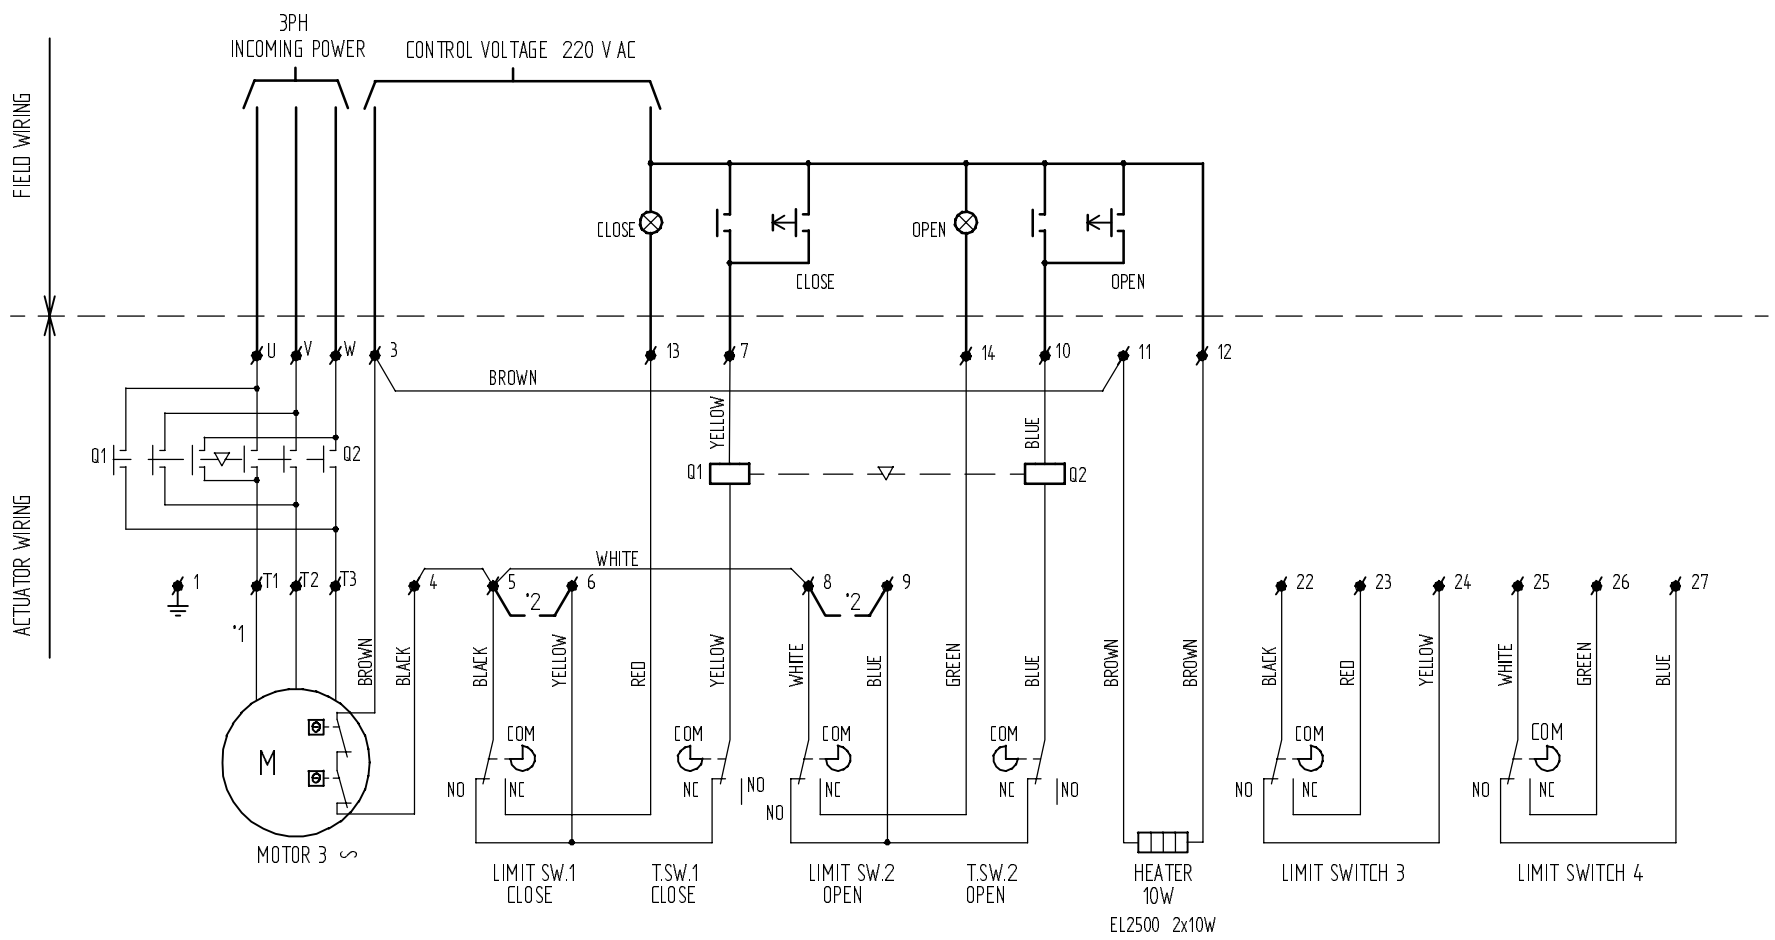 3PH
INCOMING POWER
CONTROL VOLTAGE 220 V AC
FIELD WIRING
CLOSE
OPEN
CLOSE
OPEN
U V W 3 13 7 14 10 11 12
BROWN
YELLOW
BLUE
Q1
Q2
Q1
Q2
ACTUATOR WIRING
WHITE
1 T1 T2 T3 4 5 6 8 9 22 23 24 25 26 27
*2
*2
*1
BROWN
BLACK
BLACK
YELLOW
RED
YELLOW
WHITE
BLUE
GREEN
BLUE
BROWN
BROWN
BLACK
RED
YELLOW
WHITE
GREEN
BLUE
M
COM COM COM COM COM COM
NO NC NC NO NO NC NC NO NO NC NO NC
MOTOR 3
LIMIT SW.1
CLOSE
T.SW.1
CLOSE
LIMIT SW.2
OPEN
T.SW.2
OPEN
HEATER
10W
EL2500 2x10W
LIMIT SWITCH 3
LIMIT SWITCH 4